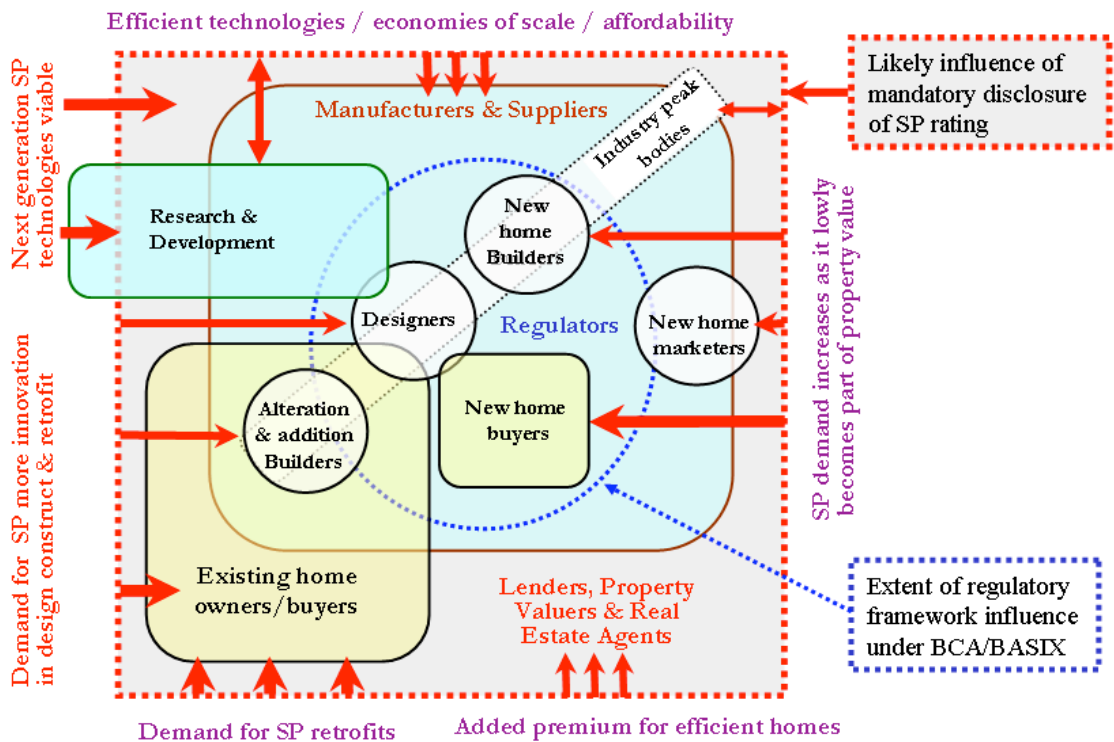 Efficient technologies / economies of scale / affordability
Next generation SP
technologies viable
Manufacturers & Suppliers
Industry peak
bodies
Likely influence of
mandatory disclosure
of SP rating
Research &
Development
New
home
Builders
Designers
Regulators
New home
marketers
SP demand increases as it lowly
becomes part of property value
Demand for SP more innovation
in design construct & retrofit
Alteration
& addition
Builders
New home
buyers
Existing home
owners/buyers
Lenders, Property
Valuers & Real
Estate Agents
Extent of regulatory
framework influence
under BCA/BASIX
Demand for SP retrofits
Added premium for efficient homes